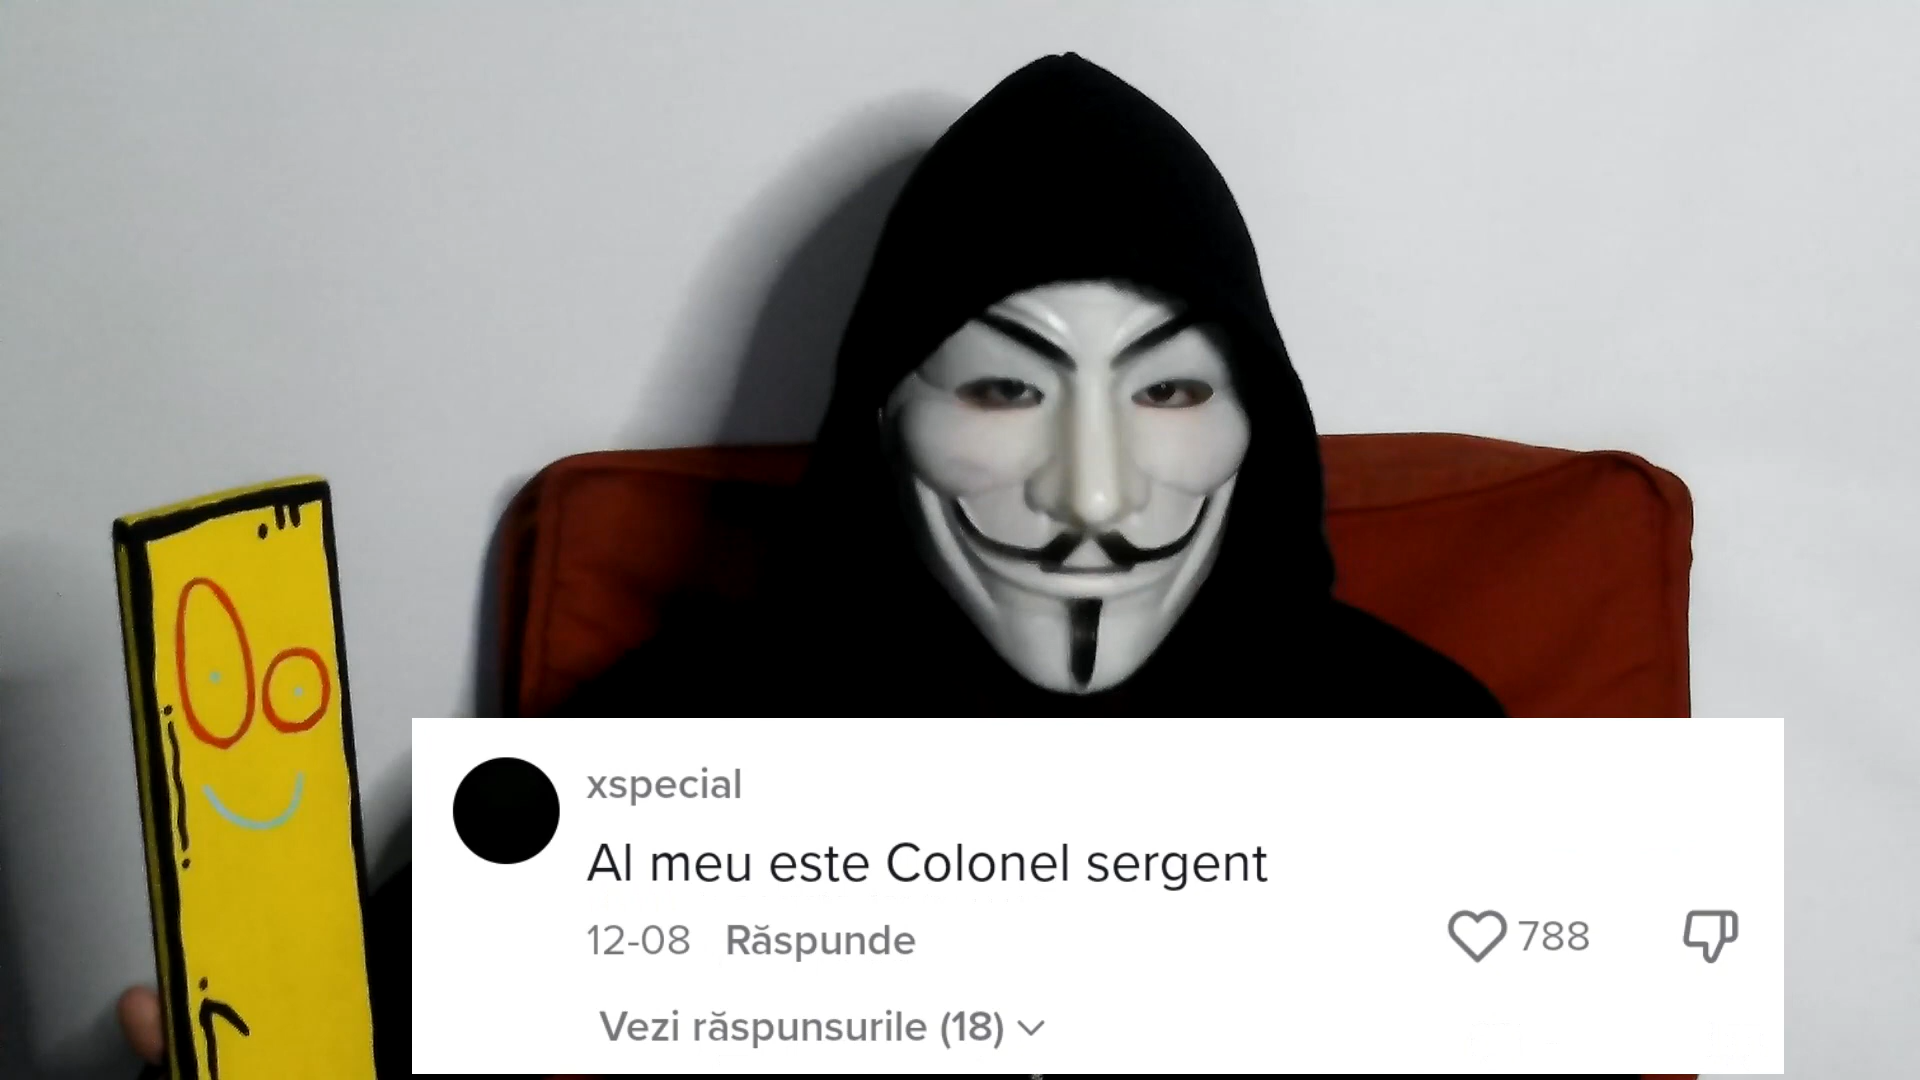 xspecial
Al meu este Colonel sergent
12-08 Răspunde 788
Vezi răspunsurile (18)